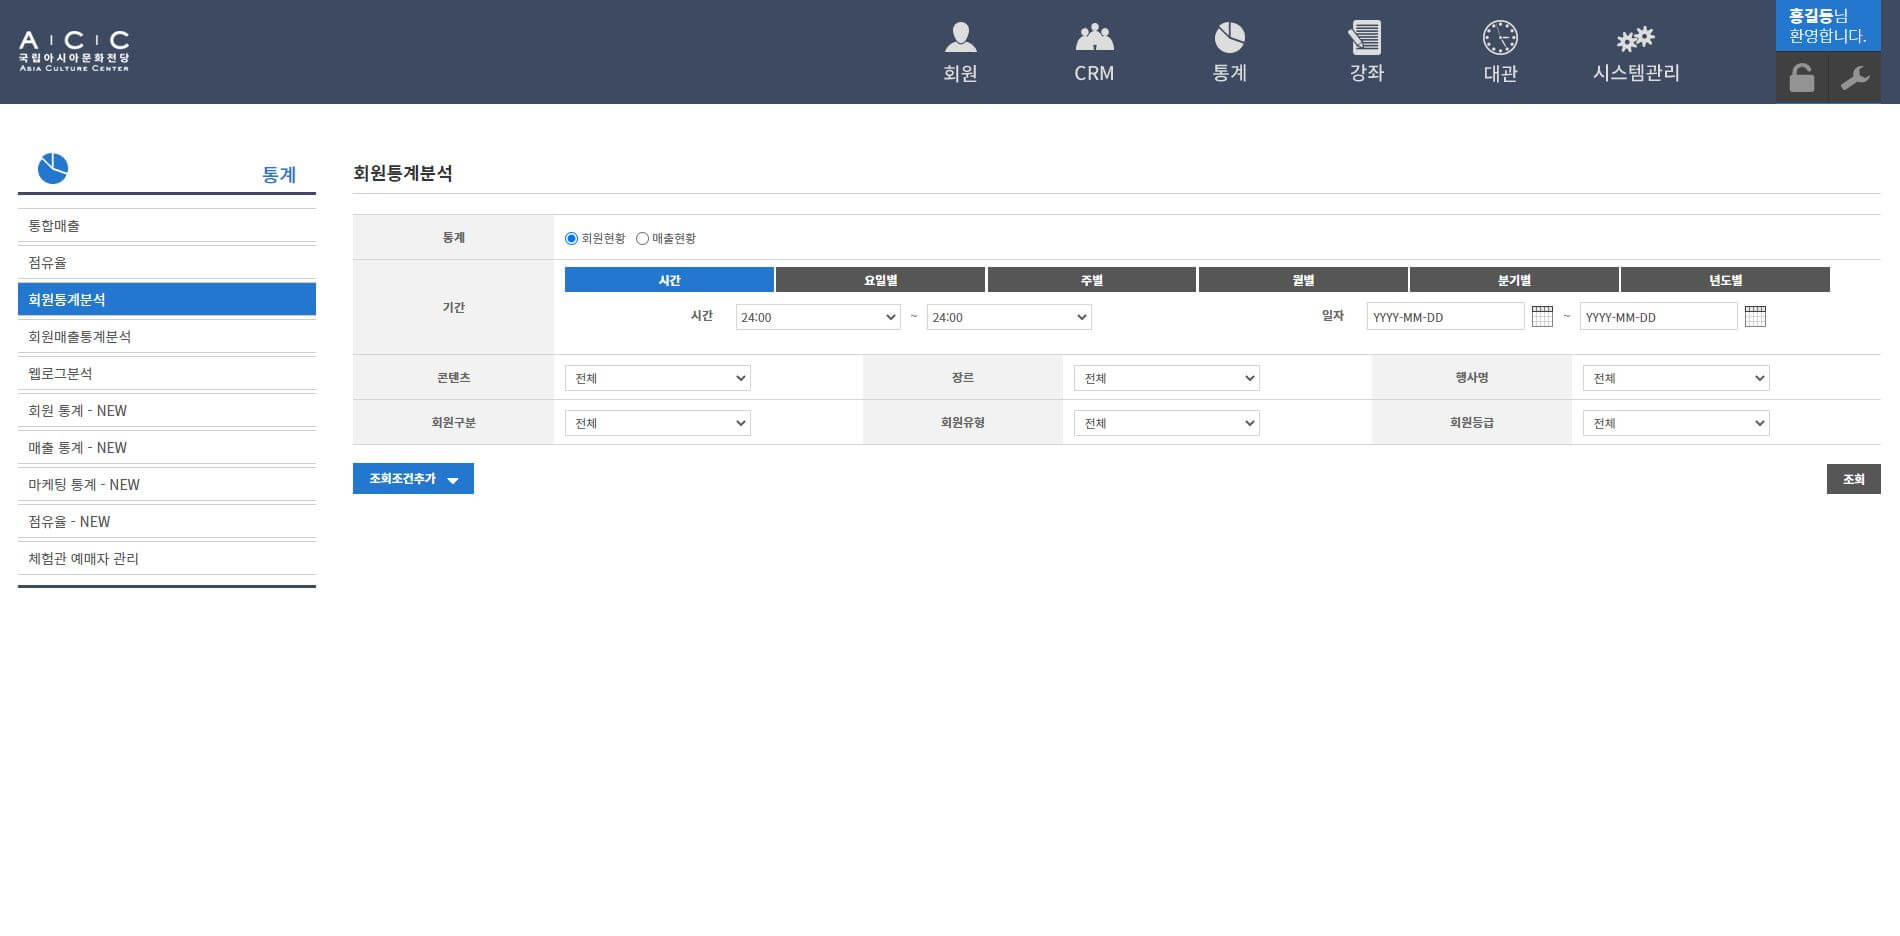 A C C
국립아시아문화전당
ASIA CULTURE CENTER
회원 CRM 통계 강좌 대관 시스템관리
홍길동님
환영합니다.
통계
통합매출
점유율
회원통계분석
회원매출통계분석
웹로그분석
회원 통계 - NEW
매출 통계 - NEW
마케팅 통계 - NEW
점유율 - NEW
체험관 예매자 관리
회원통계분석
통계 회원현황 매출현황
기간
시간 요일별 주별 월별 분기별 년도별
시간 24:00 ~ 24:00 일자 YYYY-MM-DD ~ YYYY-MM-DD
콘텐츠 전체 장르 전체 행사명 전체
회원구분 전체 회원유형 전체 회원등급 전체
조회조건추가 조회